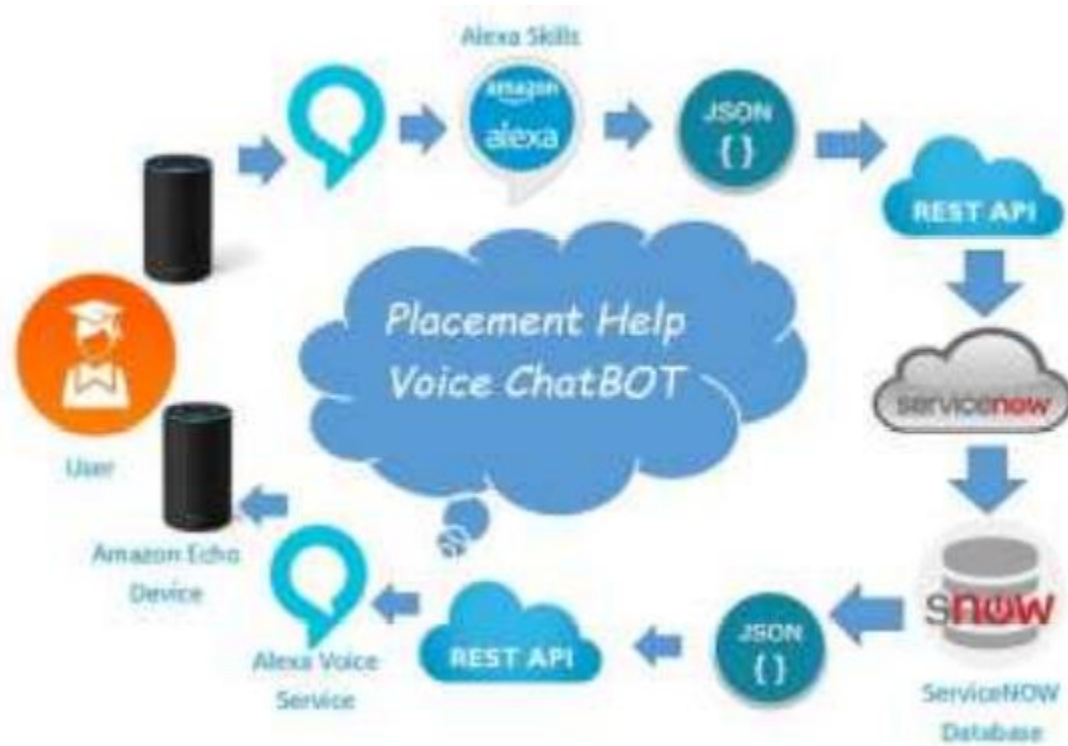 Alexa Skills
amazon
alexa
JSON
{ }
REST API
Placement Help
Voice ChatBOT
servicenow
User
Amazon Echo
Device
Alexa Voice
Service
REST API
JSON
{ }
snow
ServiceNOW
Database